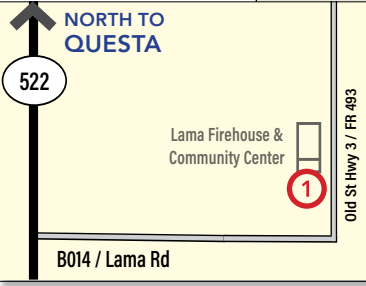 NORTH TO
QUESTA
522
Lama Firehouse &
Community Center
1
Old St Hwy 3 / FR 493
B014 / Lama Rd